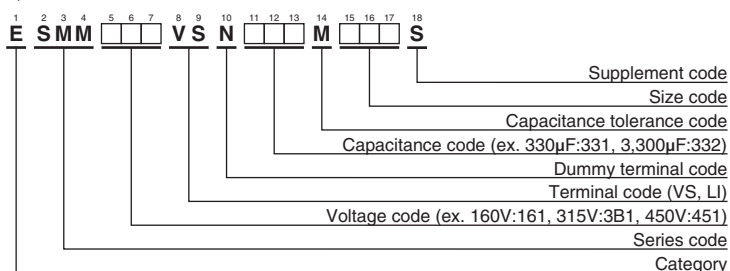 1 2 3 4 5 6 7 8 9 10 11 12 13 14 15 16 17 18
E SMM □□□ VS N □□□ M □□□ S
Supplement code
Size code
Capacitance tolerance code
Capacitance code (ex. 330μF:331, 3,300μF:332)
Dummy terminal code
Terminal code (VS, LI)
Voltage code (ex. 160V:161, 315V:3B1, 450V:451)
Series code
Category